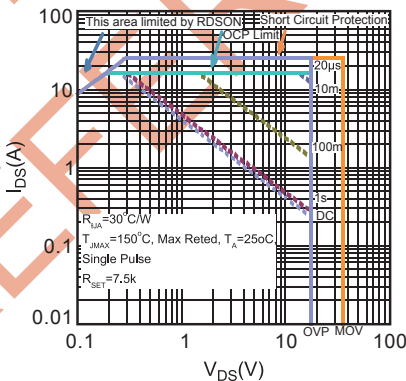 100
This area limited by RDSON
Short Circuit Protection
OCP Limit
20µs
10m
10
100m
1
1s
DC
I_DS(A)
R_θJA=30°C/W
T_JMAX=150°C, Max Reted, T_A=25oC,
Single Pulse
R_SET=7.5k
0.1
0.01
0.1
1
10
100
OVP
MOV
V_DS(V)